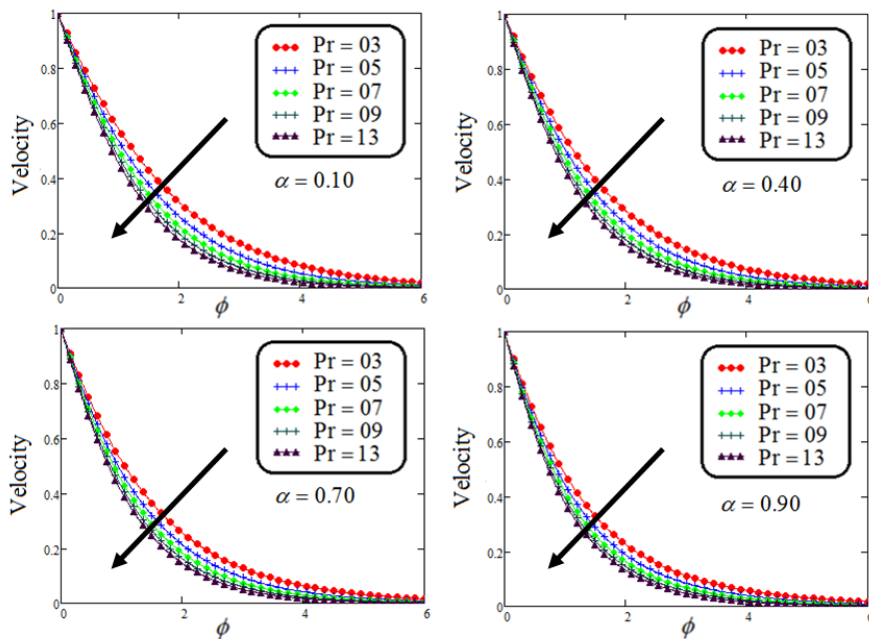 1
0.8
0.6
0.4
0.2
0
0 2 4 6
Velocity
ϕ
Pr = 03
Pr = 05
Pr = 07
Pr = 09
Pr = 13
α = 0.10
1
0.8
0.6
0.4
0.2
0
0 2 4 6
Velocity
ϕ
Pr = 03
Pr = 05
Pr = 07
Pr = 09
Pr = 13
α = 0.40
1
0.8
0.6
0.4
0.2
0
0 2 4 6
Velocity
ϕ
Pr = 03
Pr = 05
Pr = 07
Pr = 09
Pr = 13
α = 0.70
1
0.8
0.6
0.4
0.2
0
0 2 4 6
Velocity
ϕ
Pr = 03
Pr = 05
Pr = 07
Pr = 09
Pr = 13
α = 0.90